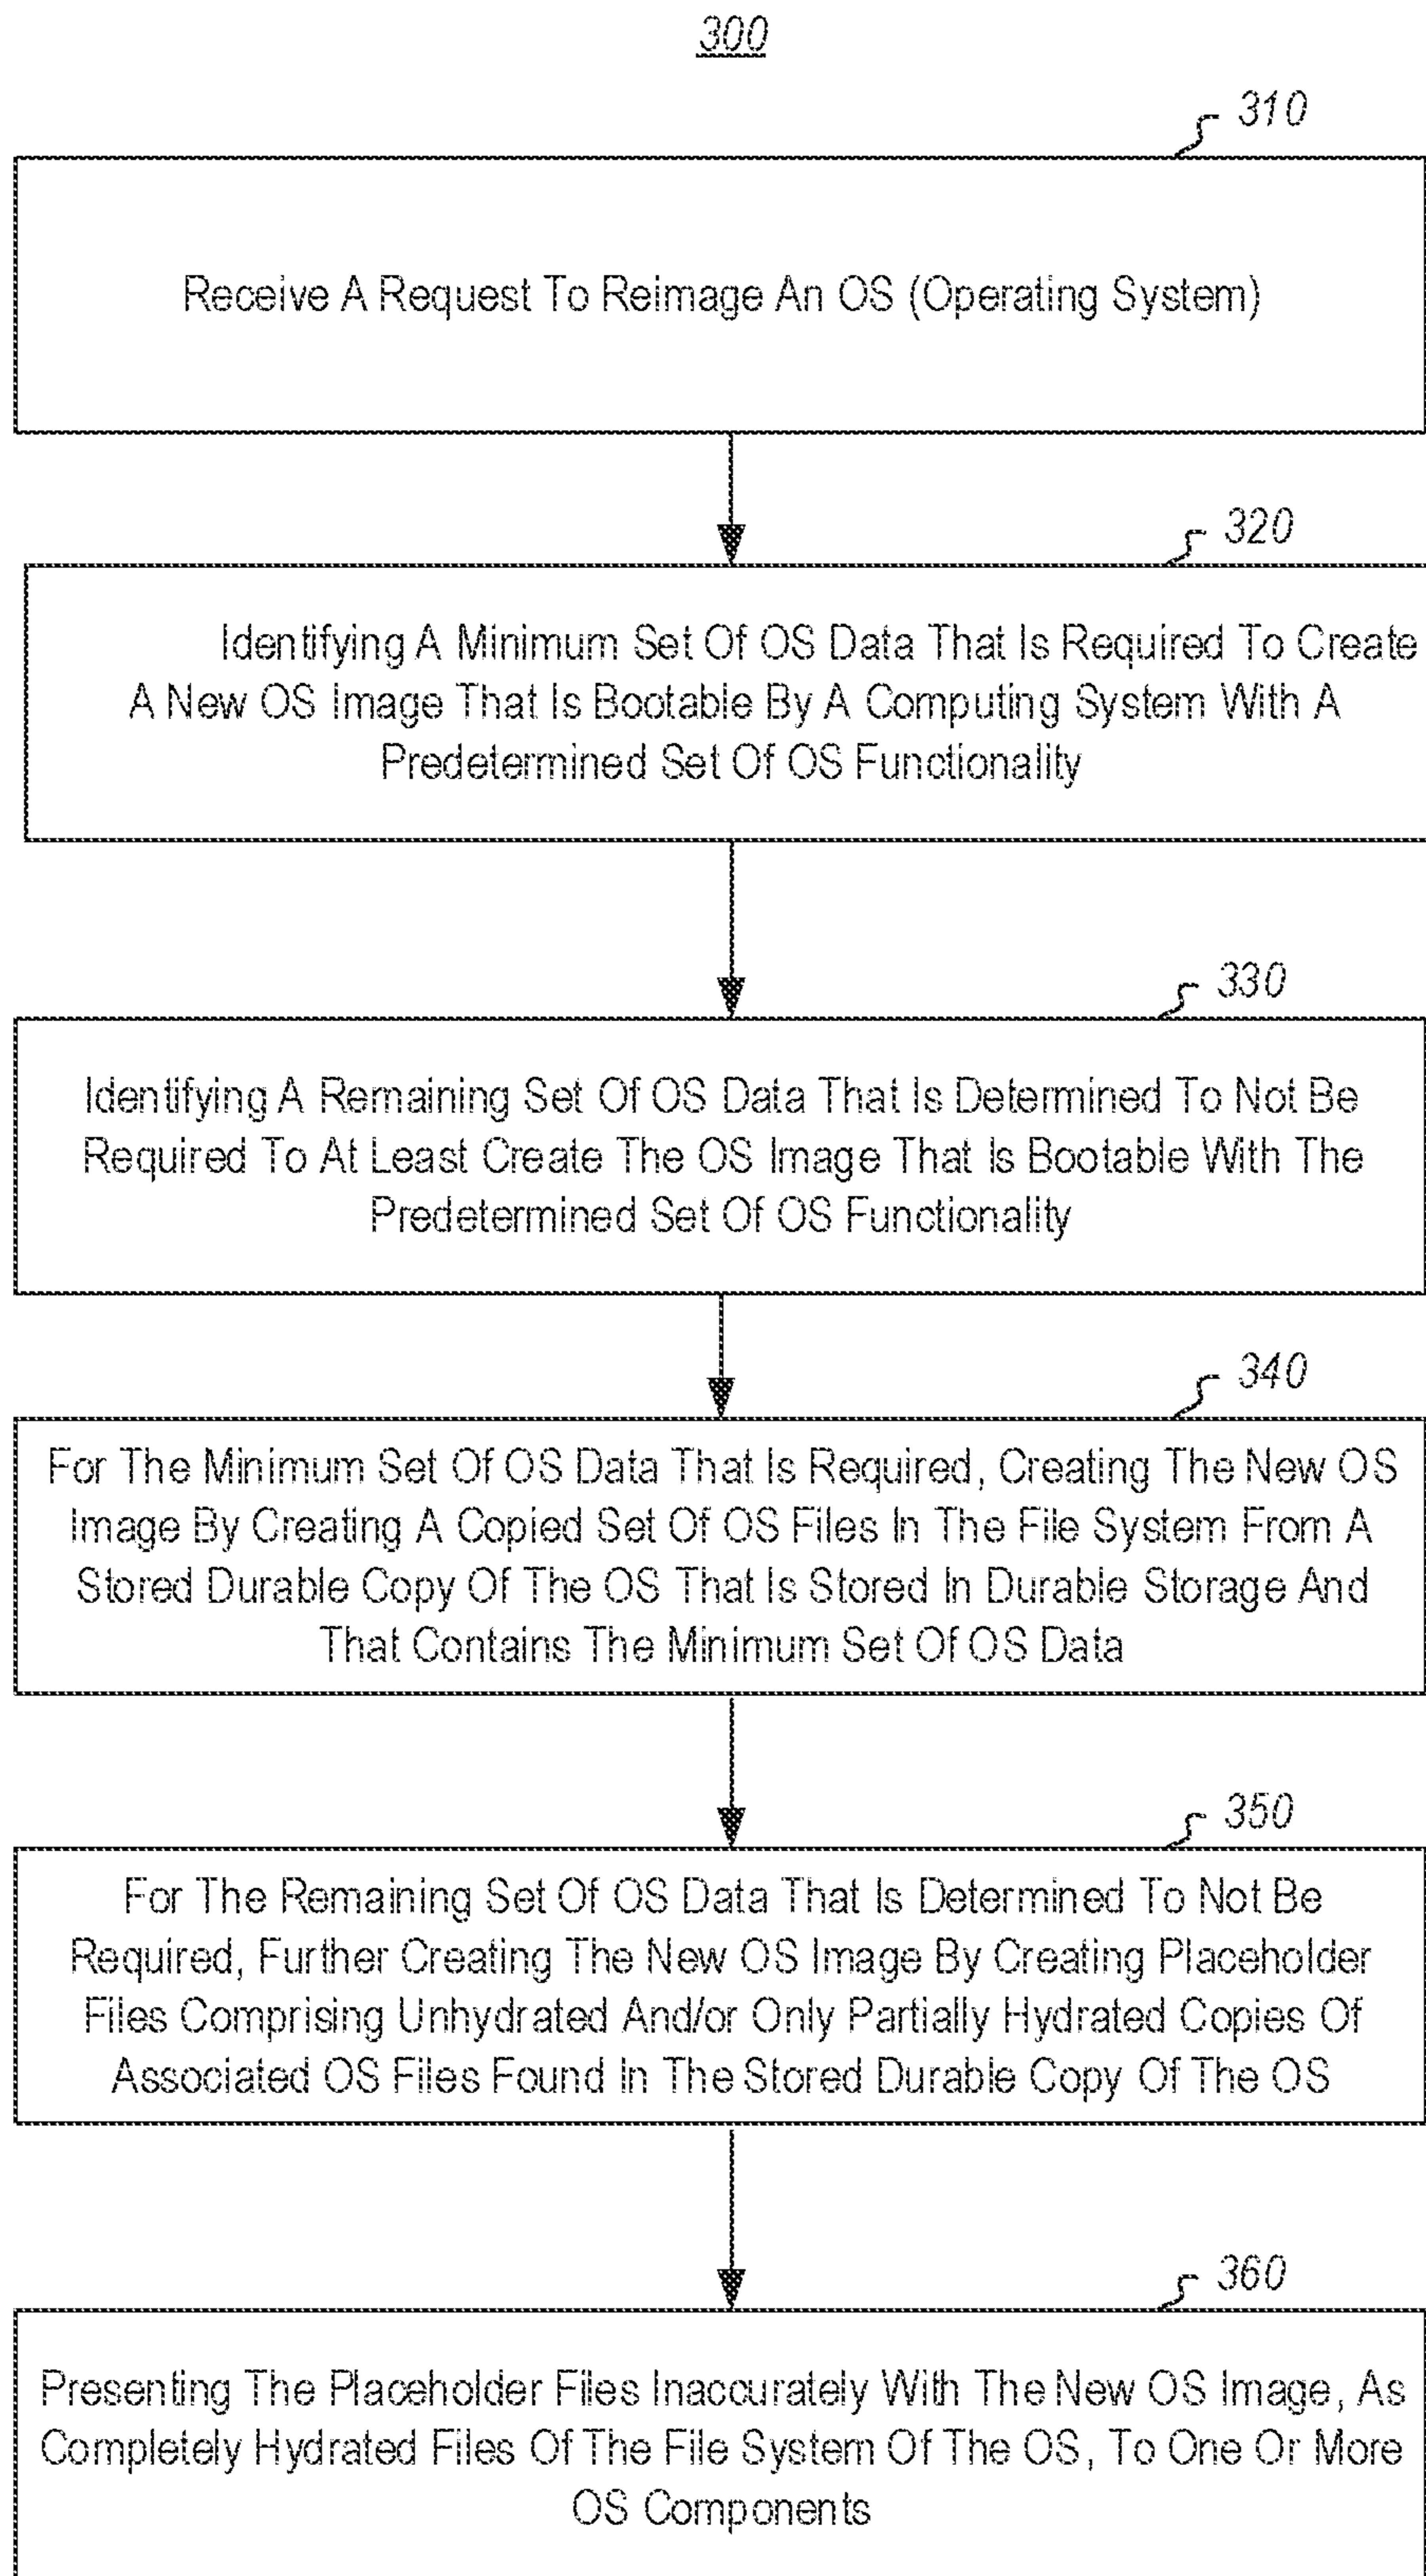 300
310
Receive A Request To Reimage An OS (Operating System)
320
Identifying A Minimum Set Of OS Data That Is Required To Create
A New OS Image That Is Bootable By A Computing System With A
Predetermined Set Of OS Functionality
330
Identifying A Remaining Set Of OS Data That Is Determined To Not Be
Required To At Least Create The OS Image That Is Bootable With The
Predetermined Set Of OS Functionality
340
For The Minimum Set Of OS Data That Is Required, Creating The New OS
Image By Creating A Copied Set Of OS Files In The File System From A
Stored Durable Copy Of The OS That Is Stored In Durable Storage And
That Contains The Minimum Set Of OS Data
350
For The Remaining Set Of OS Data That Is Determined To Not Be
Required, Further Creating The New OS Image By Creating Placeholder
Files Comprising Unhydrated And/or Only Partially Hydrated Copies Of
Associated OS Files Found In The Stored Durable Copy Of The OS
360
Presenting The Placeholder Files Inaccurately With The New OS Image, As
Completely Hydrated Files Of The File System Of The OS, To One Or More
OS Components